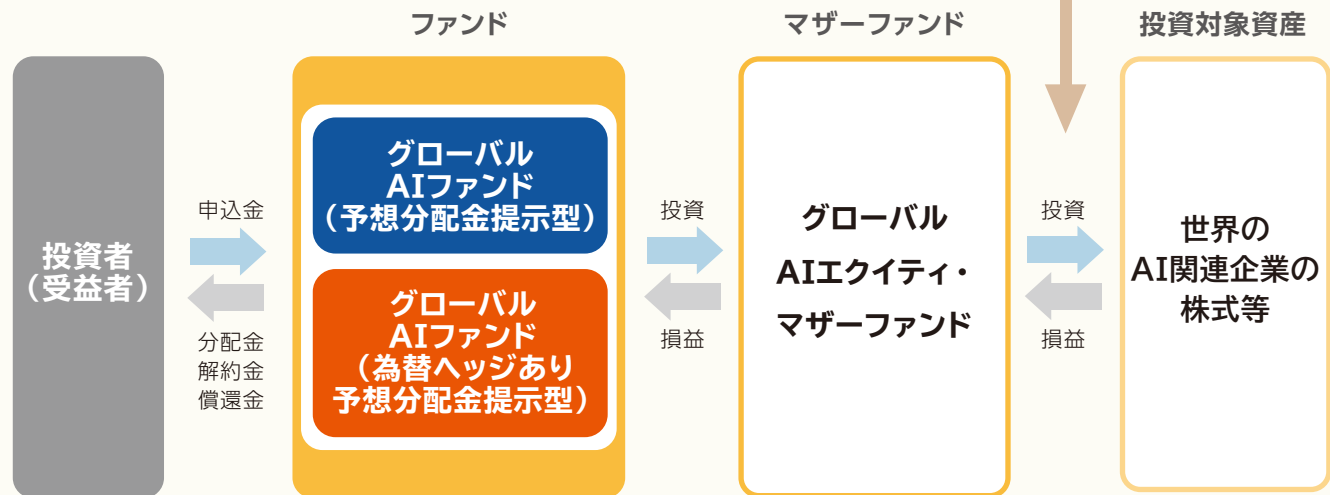 ファンド
マザーファンド
投資対象資産
投資者
（受益者）
申込金
分配金
解約金
償還金
グローバル
AIファンド
（予想分配金提示型）
グローバル
AIファンド
（為替ヘッジあり
予想分配金提示型）
投資
損益
グローバル
AIエクイティ・
マザーファンド
投資
損益
世界の
AI関連企業の
株式等